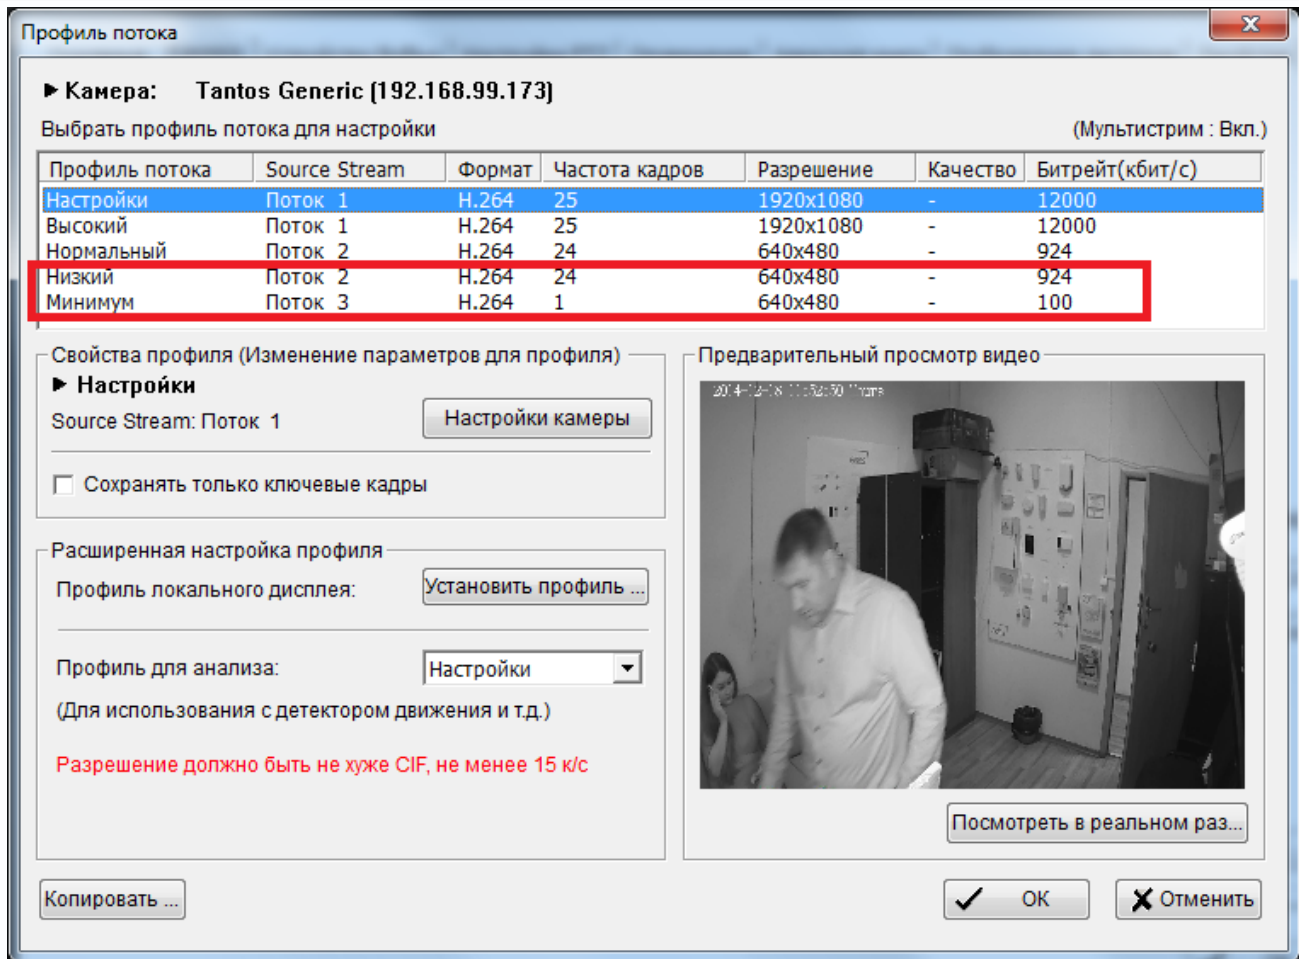 Профиль потока
Камера: Tantos Generic (192.168.99.173)
Выбрать профиль потока для настройки (Мультистрим : Вкл.)
Профиль потока Source Stream Формат Частота кадров Разрешение Качество Битрейт(кбит/с)
Настройки Поток 1 H.264 25 1920x1080 - 12000
Высокий Поток 1 H.264 25 1920x1080 - 12000
Нормальный Поток 2 H.264 24 640x480 - 924
Низкий Поток 2 H.264 24 640x480 - 924
Минимум Поток 3 H.264 1 640x480 - 100
Свойства профиля (Изменение параметров для профиля)
Настройки
Source Stream: Поток 1 Настройки камеры
Сохранять только ключевые кадры
Расширенная настройка профиля
Профиль локального дисплея: Установить профиль ...
Профиль для анализа: Настройки
(Для использования с детектором движения и т.д.)
Разрешение должно быть не хуже CIF, не менее 15 к/с
Предварительный просмотр видео
Посмотреть в реальном раз...
Копировать ... ОК Отменить